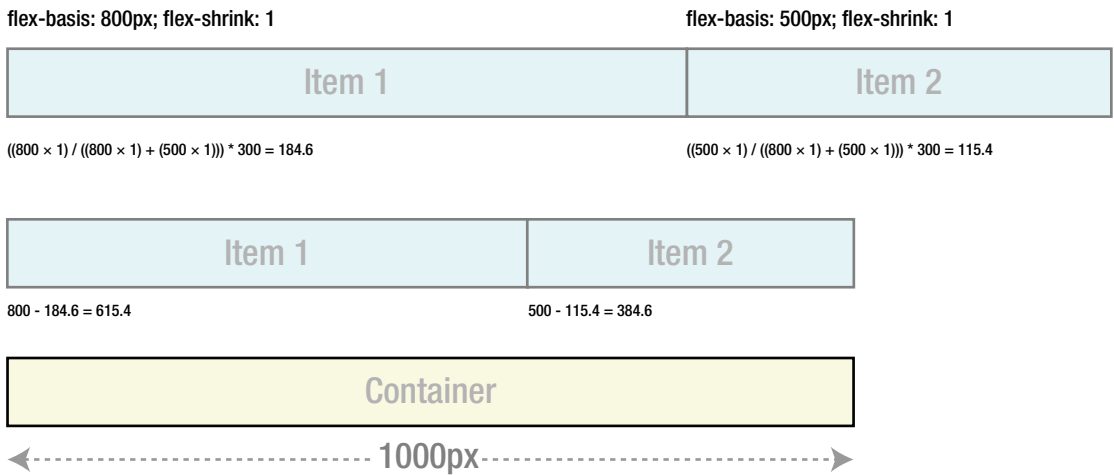 flex-basis: 800px; flex-shrink: 1
flex-basis: 500px; flex-shrink: 1
Item 1
Item 2
((800 × 1) / ((800 × 1) + (500 × 1))) * 300 = 184.6
((500 × 1) / ((800 × 1) + (500 × 1))) * 300 = 115.4
Item 1
Item 2
800 - 184.6 = 615.4
500 - 115.4 = 384.6
Container
1000px